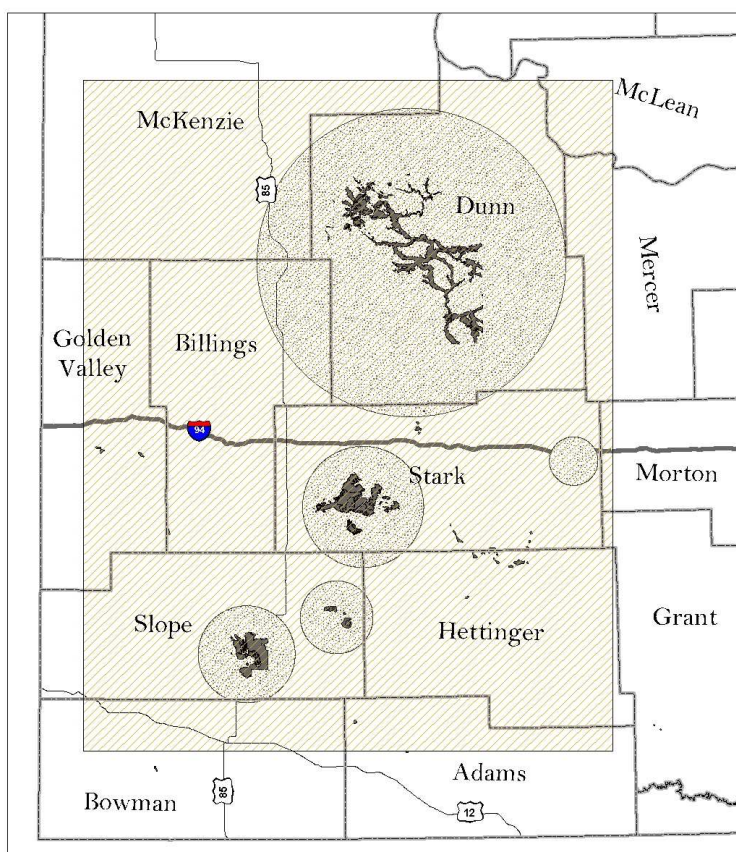 McKenzie
McLean
85
Dunn
Mercer
Golden
Valley
Billings
94
Stark
Morton
Slope
Hettinger
Grant
Adams
Bowman
85
12